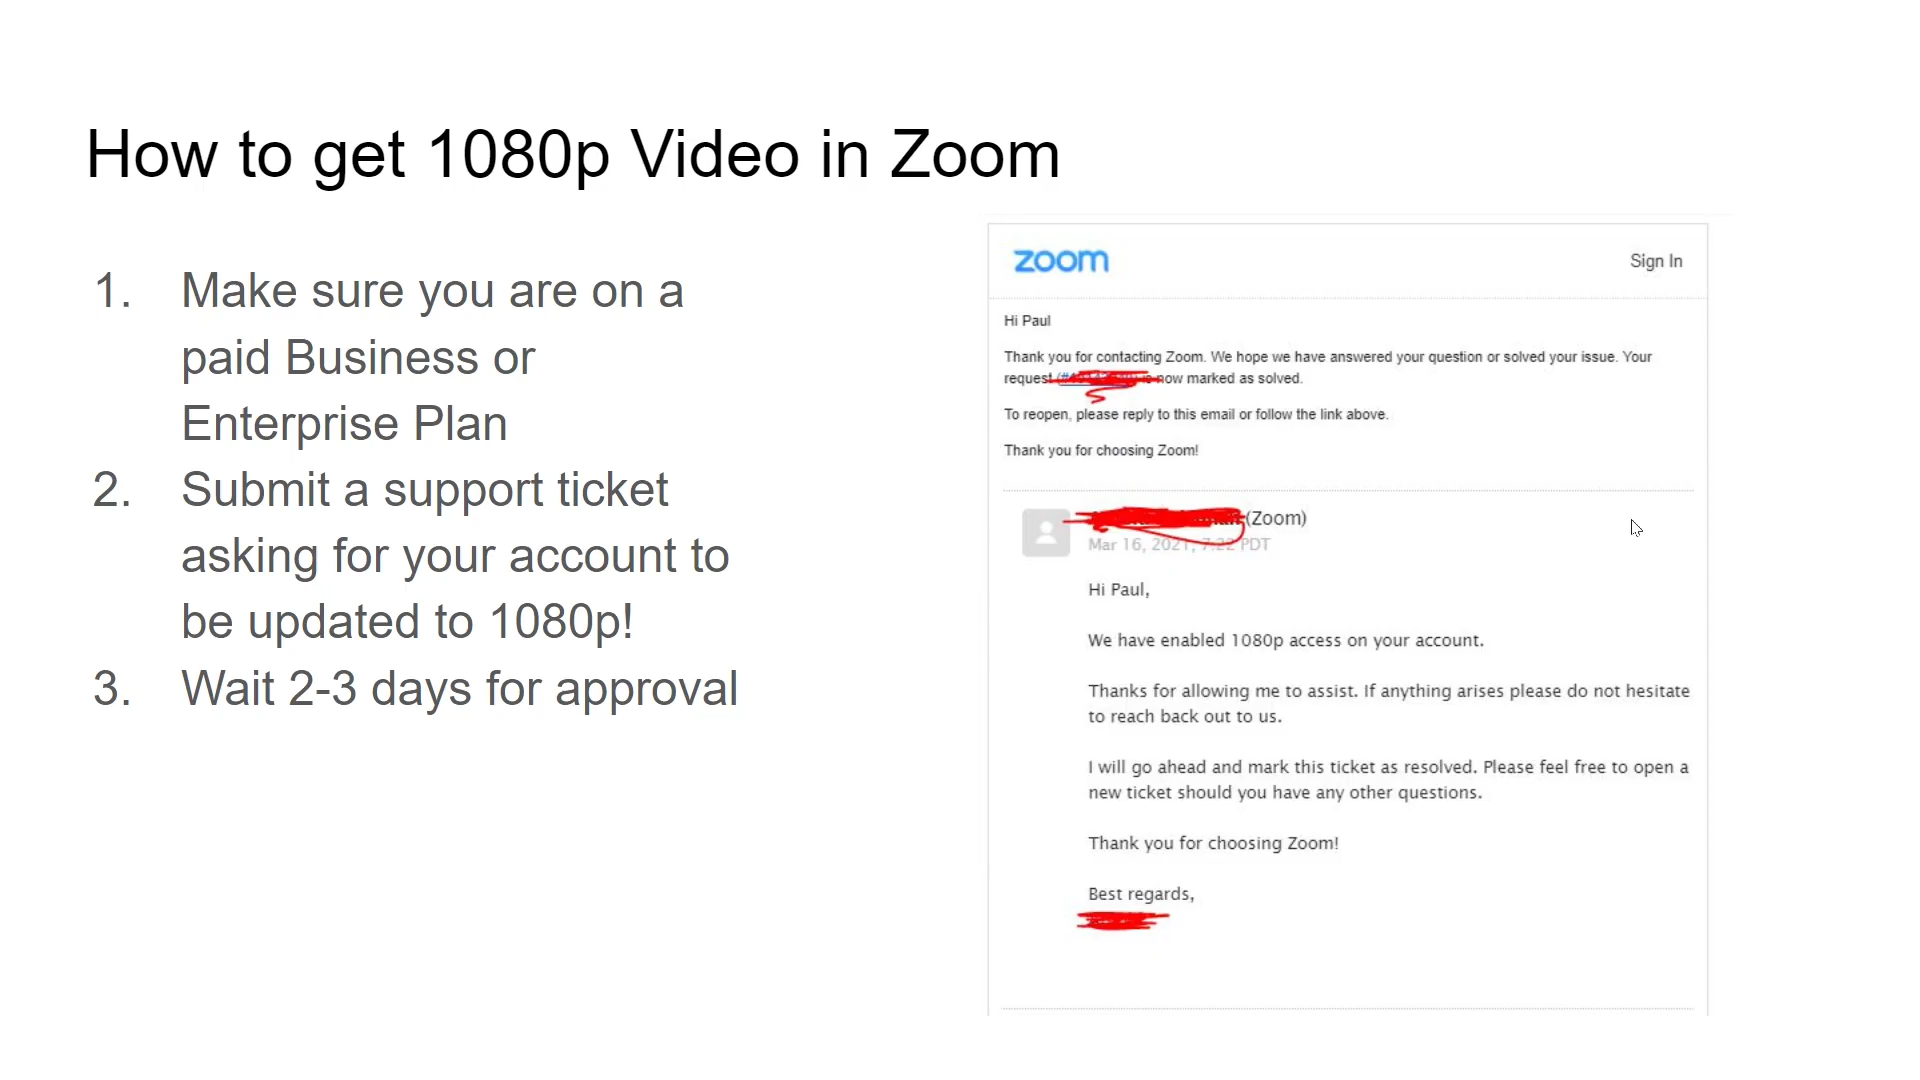 How to get 1080p Video in Zoom
1. Make sure you are on a
paid Business or
Enterprise Plan
2. Submit a support ticket
asking for your account to
be updated to 1080p!
3. Wait 2-3 days for approval
zoom
Sign In
Hi Paul
Thank you for contacting Zoom. We hope we have answered your question or solved your issue. Your
request is now marked as solved.
To reopen, please reply to this email or follow the link above.
Thank you for choosing Zoom!
(Zoom)
Mar 16, 2021, 7:22 PDT
Hi Paul,
We have enabled 1080p access on your account.
Thanks for allowing me to assist. If anything arises please do not hesitate
to reach back out to us.
I will go ahead and mark this ticket as resolved. Please feel free to open a
new ticket should you have any other questions.
Thank you for choosing Zoom!
Best regards,